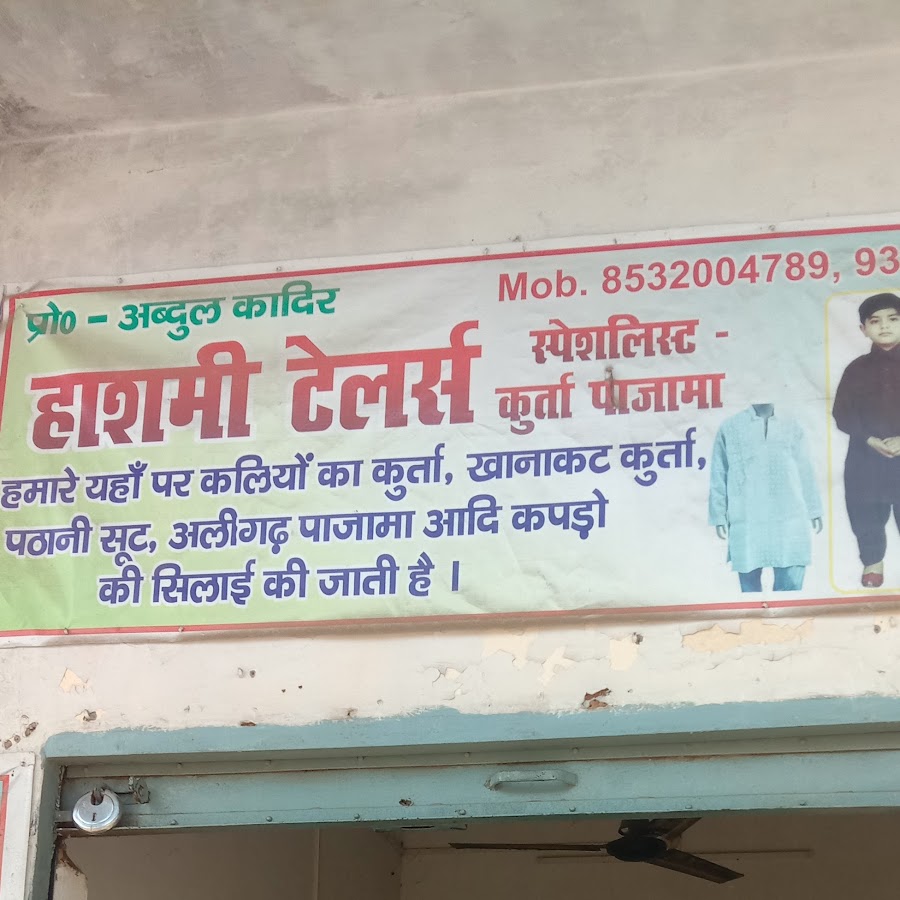 प्रो० - अब्दुल कादिर
Mob. 8532004789, 93
हाशमी टेलर्स
स्पेशलिस्ट -
कुर्ता पाजामा
हमारे यहाँ पर कलियों का कुर्ता, खानाकट कुर्ता,
पठानी सूट, अलीगढ़ पाजामा आदि कपड़ो
की सिलाई की जाती है ।